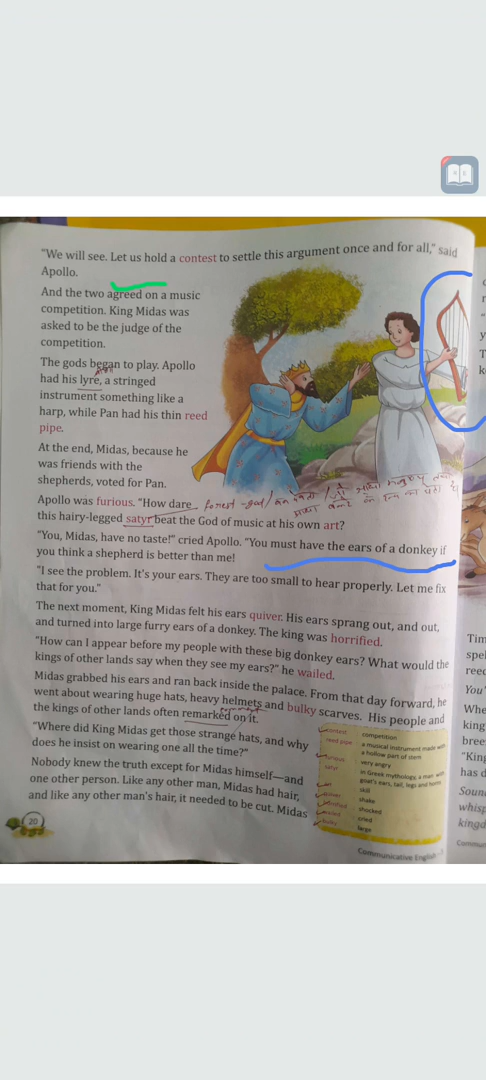 "We will see. Let us hold a contest to settle this argument once and for all," said
Apollo.
And the two agreed on a music
competition. King Midas was
asked to be the judge of the
competition.
The gods began to play. Apollo
had his lyre, a stringed
instrument something like a
harp, while Pan had his thin reed
pipe.
At the end, Midas, because he
was friends with the
shepherds, voted for Pan.
Apollo was furious. "How dare
forest-god/
this hairy-legged satyr beat the God of music at his own art?
"You, Midas, have no taste!" cried Apollo. "You must have the ears of a donkey if
you think a shepherd is better than me!
"I see the problem. It's your ears. They are too small to hear properly. Let me fix
that for you."
The next moment, King Midas felt his ears quiver. His ears sprang out, and out,
and turned into large furry ears of a donkey. The king was horrified.
"How can I appear before my people with these big donkey ears? What would the
kings of other lands say when they see my ears?" he wailed.
Midas grabbed his ears and ran back inside the palace. From that day forward, he
went about wearing huge hats, heavy helmets and bulky scarves. His people and
the kings of other lands often remarked on it.
"Where did King Midas get those strange hats, and why
does he insist on wearing one all the time?"
Nobody knew the truth except for Midas himself—and
one other person. Like any other man, Midas had hair,
and like any other man's hair, it needed to be cut. Midas
contest competition
reed pipe a musical instrument made with
a hollow part of stem
furious very angry
satyr in Greek mythology, a man with
goat's ears, tail, legs and horns
skill
quiver shake
horrified shocked
wailed cried
bulky large
20
Communicative English
Tim
spel
reed
You'
Whe
king
bree
"King
has d
Soun
whisp
kingd
Commun